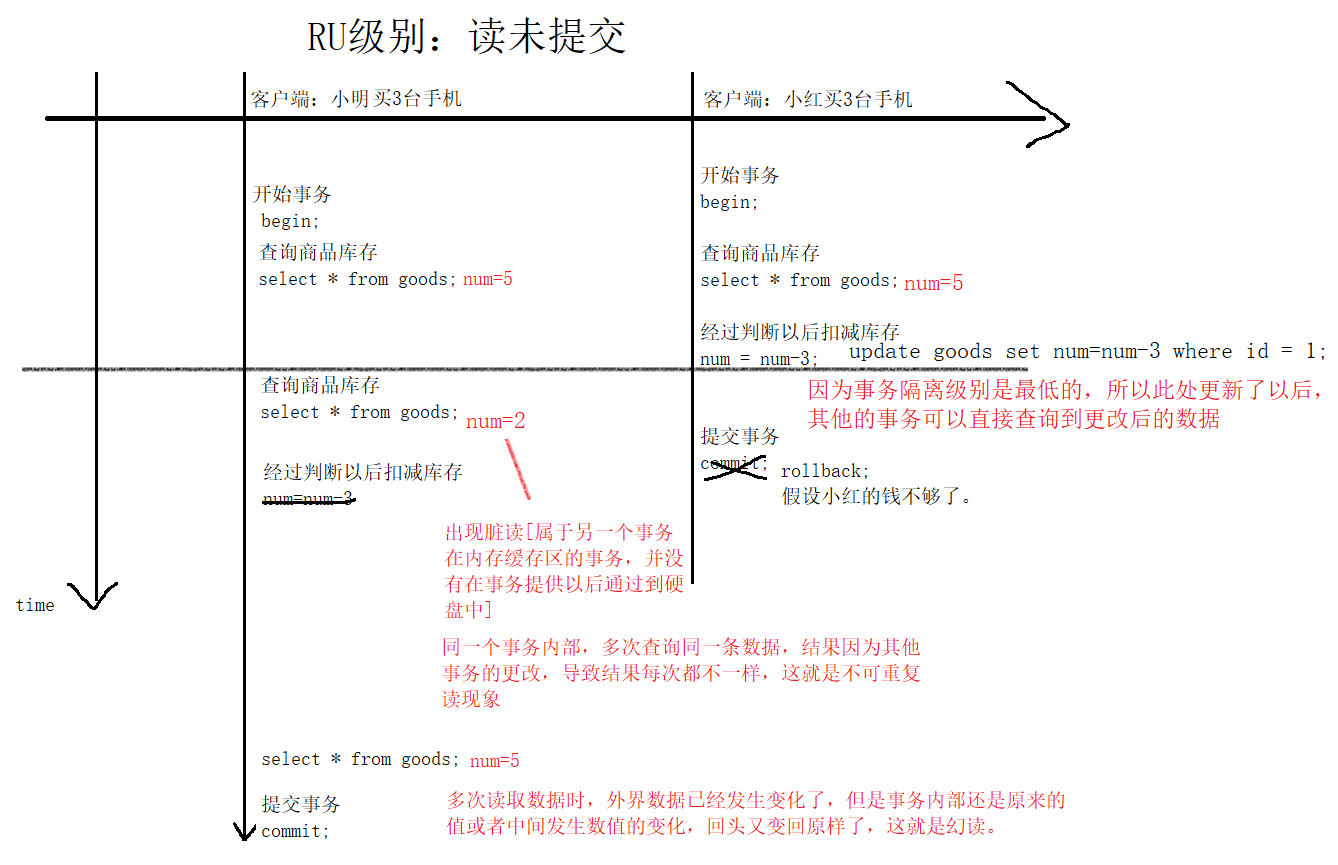 RU级别：读未提交
客户端：小明买3台手机
客户端：小红买3台手机
开始事务
begin;
查询商品库存
select * from goods; num=5
开始事务
begin;
查询商品库存
select * from goods; num=5
经过判断以后扣减库存
num = num-3; update goods set num=num-3 where id = 1;
因为事务隔离级别是最低的，所以此处更新了以后，
其他的事务可以直接查询到更改后的数据
查询商品库存
select * from goods; num=2
经过判断以后扣减库存
num=num-3
提交事务
commit; rollback;
假设小红的钱不够了。
出现脏读[属于另一个事务
在内存缓存区的事务，并没
有在事务提供以后通过到硬
盘中]
time
同一个事务内部，多次查询同一条数据，结果因为其他
事务的更改，导致结果每次都不一样，这就是不可重复
读现象
select * from goods; num=5
提交事务
commit;
多次读取数据时，外界数据已经发生变化了，但是事务内部还是原来的
值或者中间发生数值的变化，回头又变回原样了，这就是幻读。